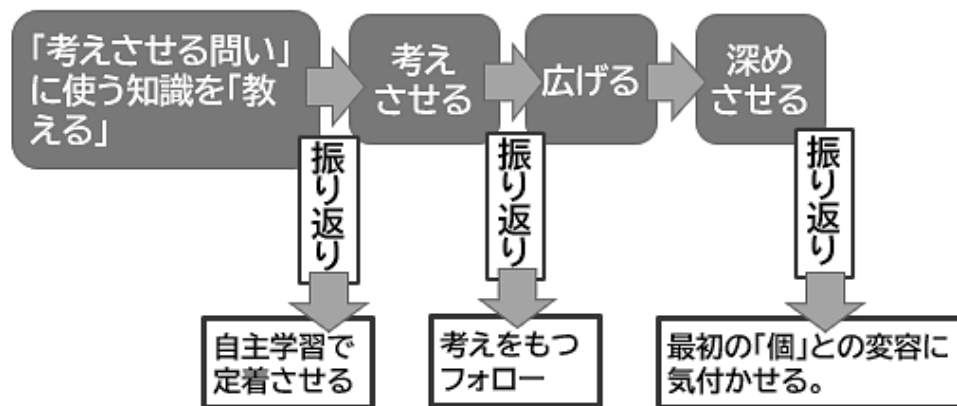 「考えさせる問い」
に使う知識を「教
える」
考え
させる
広げる
深め
させる
振り返り
振り返り
振り返り
自主学習で
定着させる
考えをもつ
フォロー
最初の「個」との変容に
気付かせる。